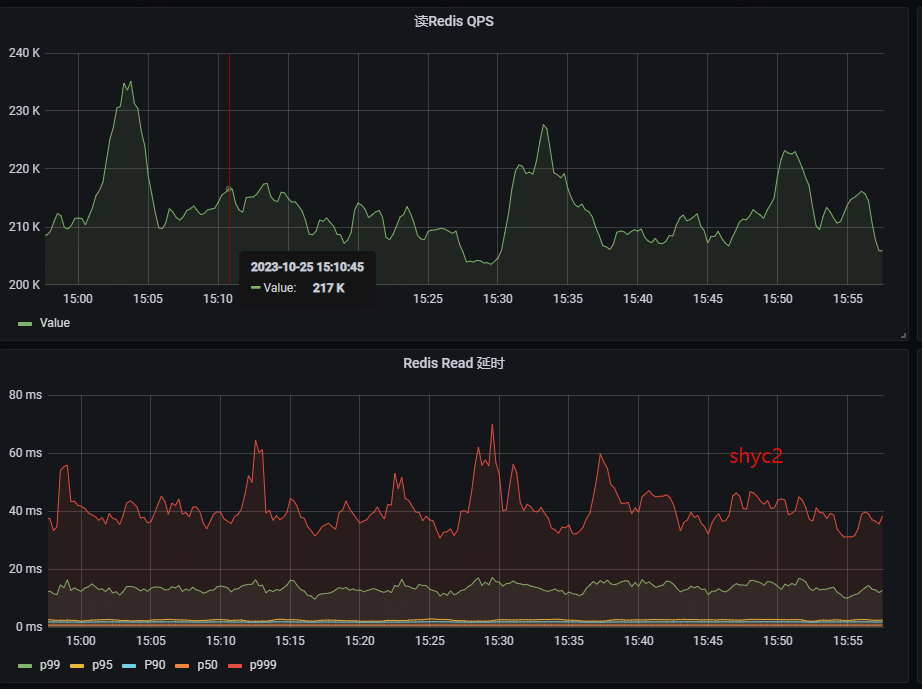 读Redis QPS
240 K
230 K
220 K
210 K
200 K
2023-10-25 15:10:45
Value: 217 K
15:00 15:05 15:10 15:25 15:30 15:35 15:40 15:45 15:50 15:55
Value
Redis Read 延时
80 ms
60 ms
shyc2
40 ms
20 ms
0 ms
15:00 15:05 15:10 15:15 15:20 15:25 15:30 15:35 15:40 15:45 15:50 15:55
p99 p95 P90 p50 p999